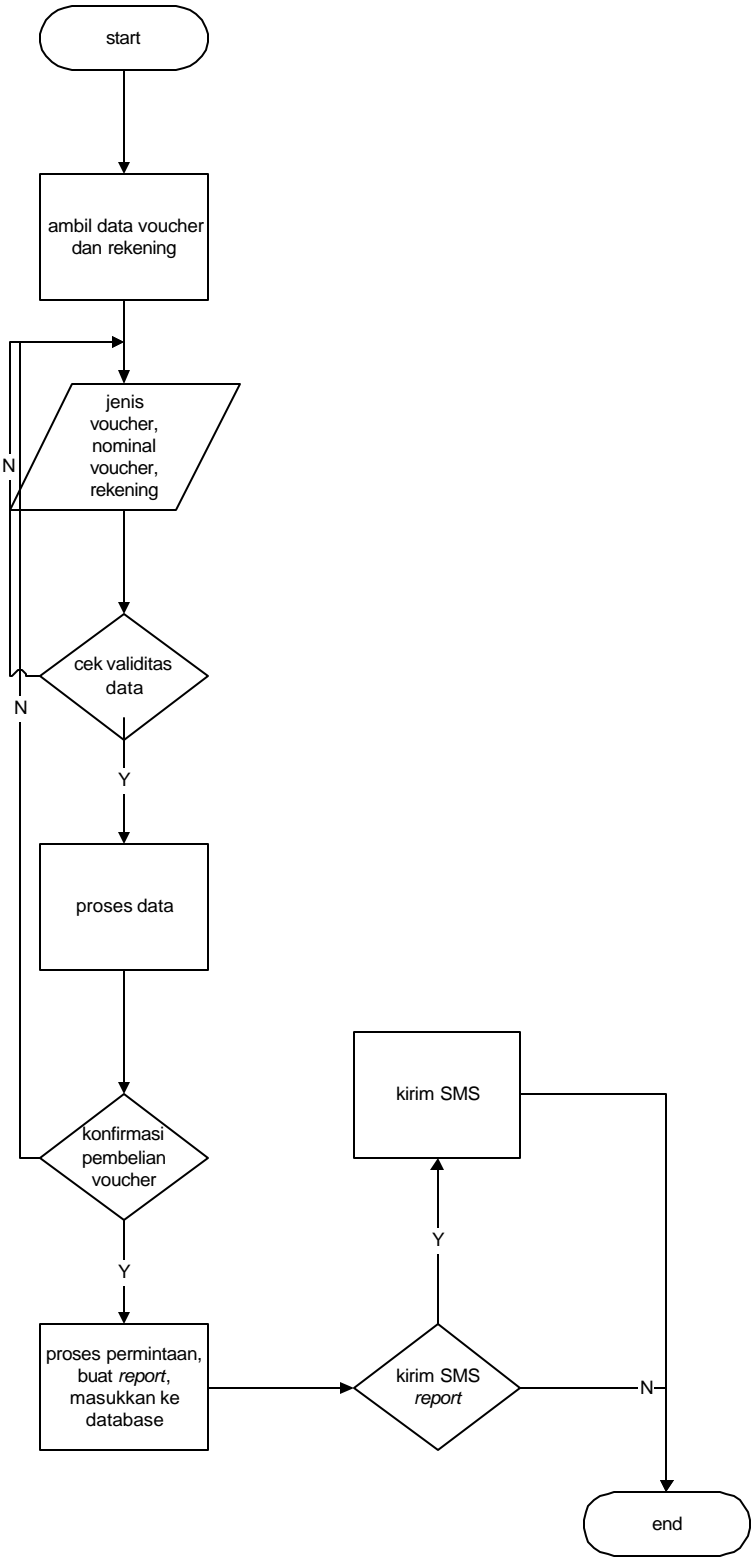 start
ambil data voucher
dan rekening
jenis
voucher,
nominal
voucher,
rekening
N
cek validitas
data
N
Y
proses data
konfirmasi
pembelian
voucher
Y
proses permintaan,
buat report,
masukkan ke
database
kirim SMS
Y
kirim SMS
report
N
end